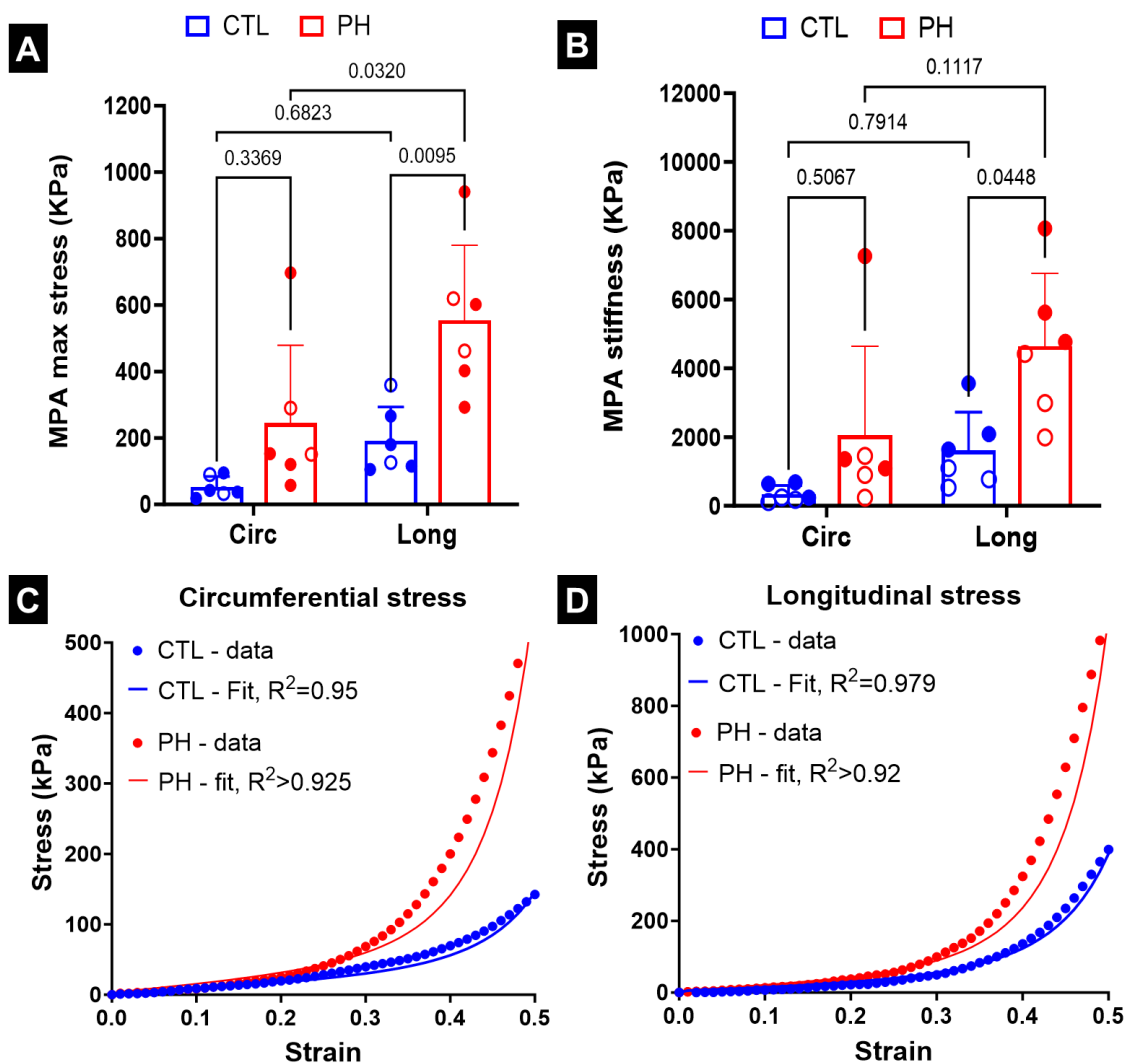 A
CTL PH
0.0320
0.6823
0.3369
0.0095
MPA max stress (KPa)
1200
1000
800
600
400
200
0
Circ Long
B
CTL PH
0.1117
0.7914
0.5067
0.0448
MPA stiffness (KPa)
12000
10000
8000
6000
4000
2000
0
Circ Long
C
Circumferential stress
CTL - data
CTL - Fit, R²=0.95
PH - data
PH - fit, R²>0.925
Stress (kPa)
500
400
300
200
100
0
0.0 0.1 0.2 0.3 0.4 0.5
Strain
D
Longitudinal stress
CTL - data
CTL - Fit, R²=0.979
PH - data
PH - fit, R²>0.92
Stress (kPa)
1000
800
600
400
200
0
0.0 0.1 0.2 0.3 0.4 0.5
Strain